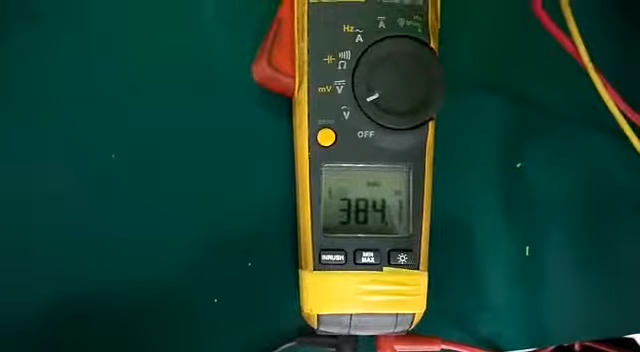 Hz A
A
Ω
mV V
V
OFF
384
INRUSH MIN MAX